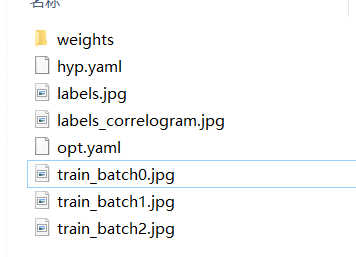 名称
weights
hyp.yaml
labels.jpg
labels_correlogram.jpg
opt.yaml
train_batch0.jpg
train_batch1.jpg
train_batch2.jpg